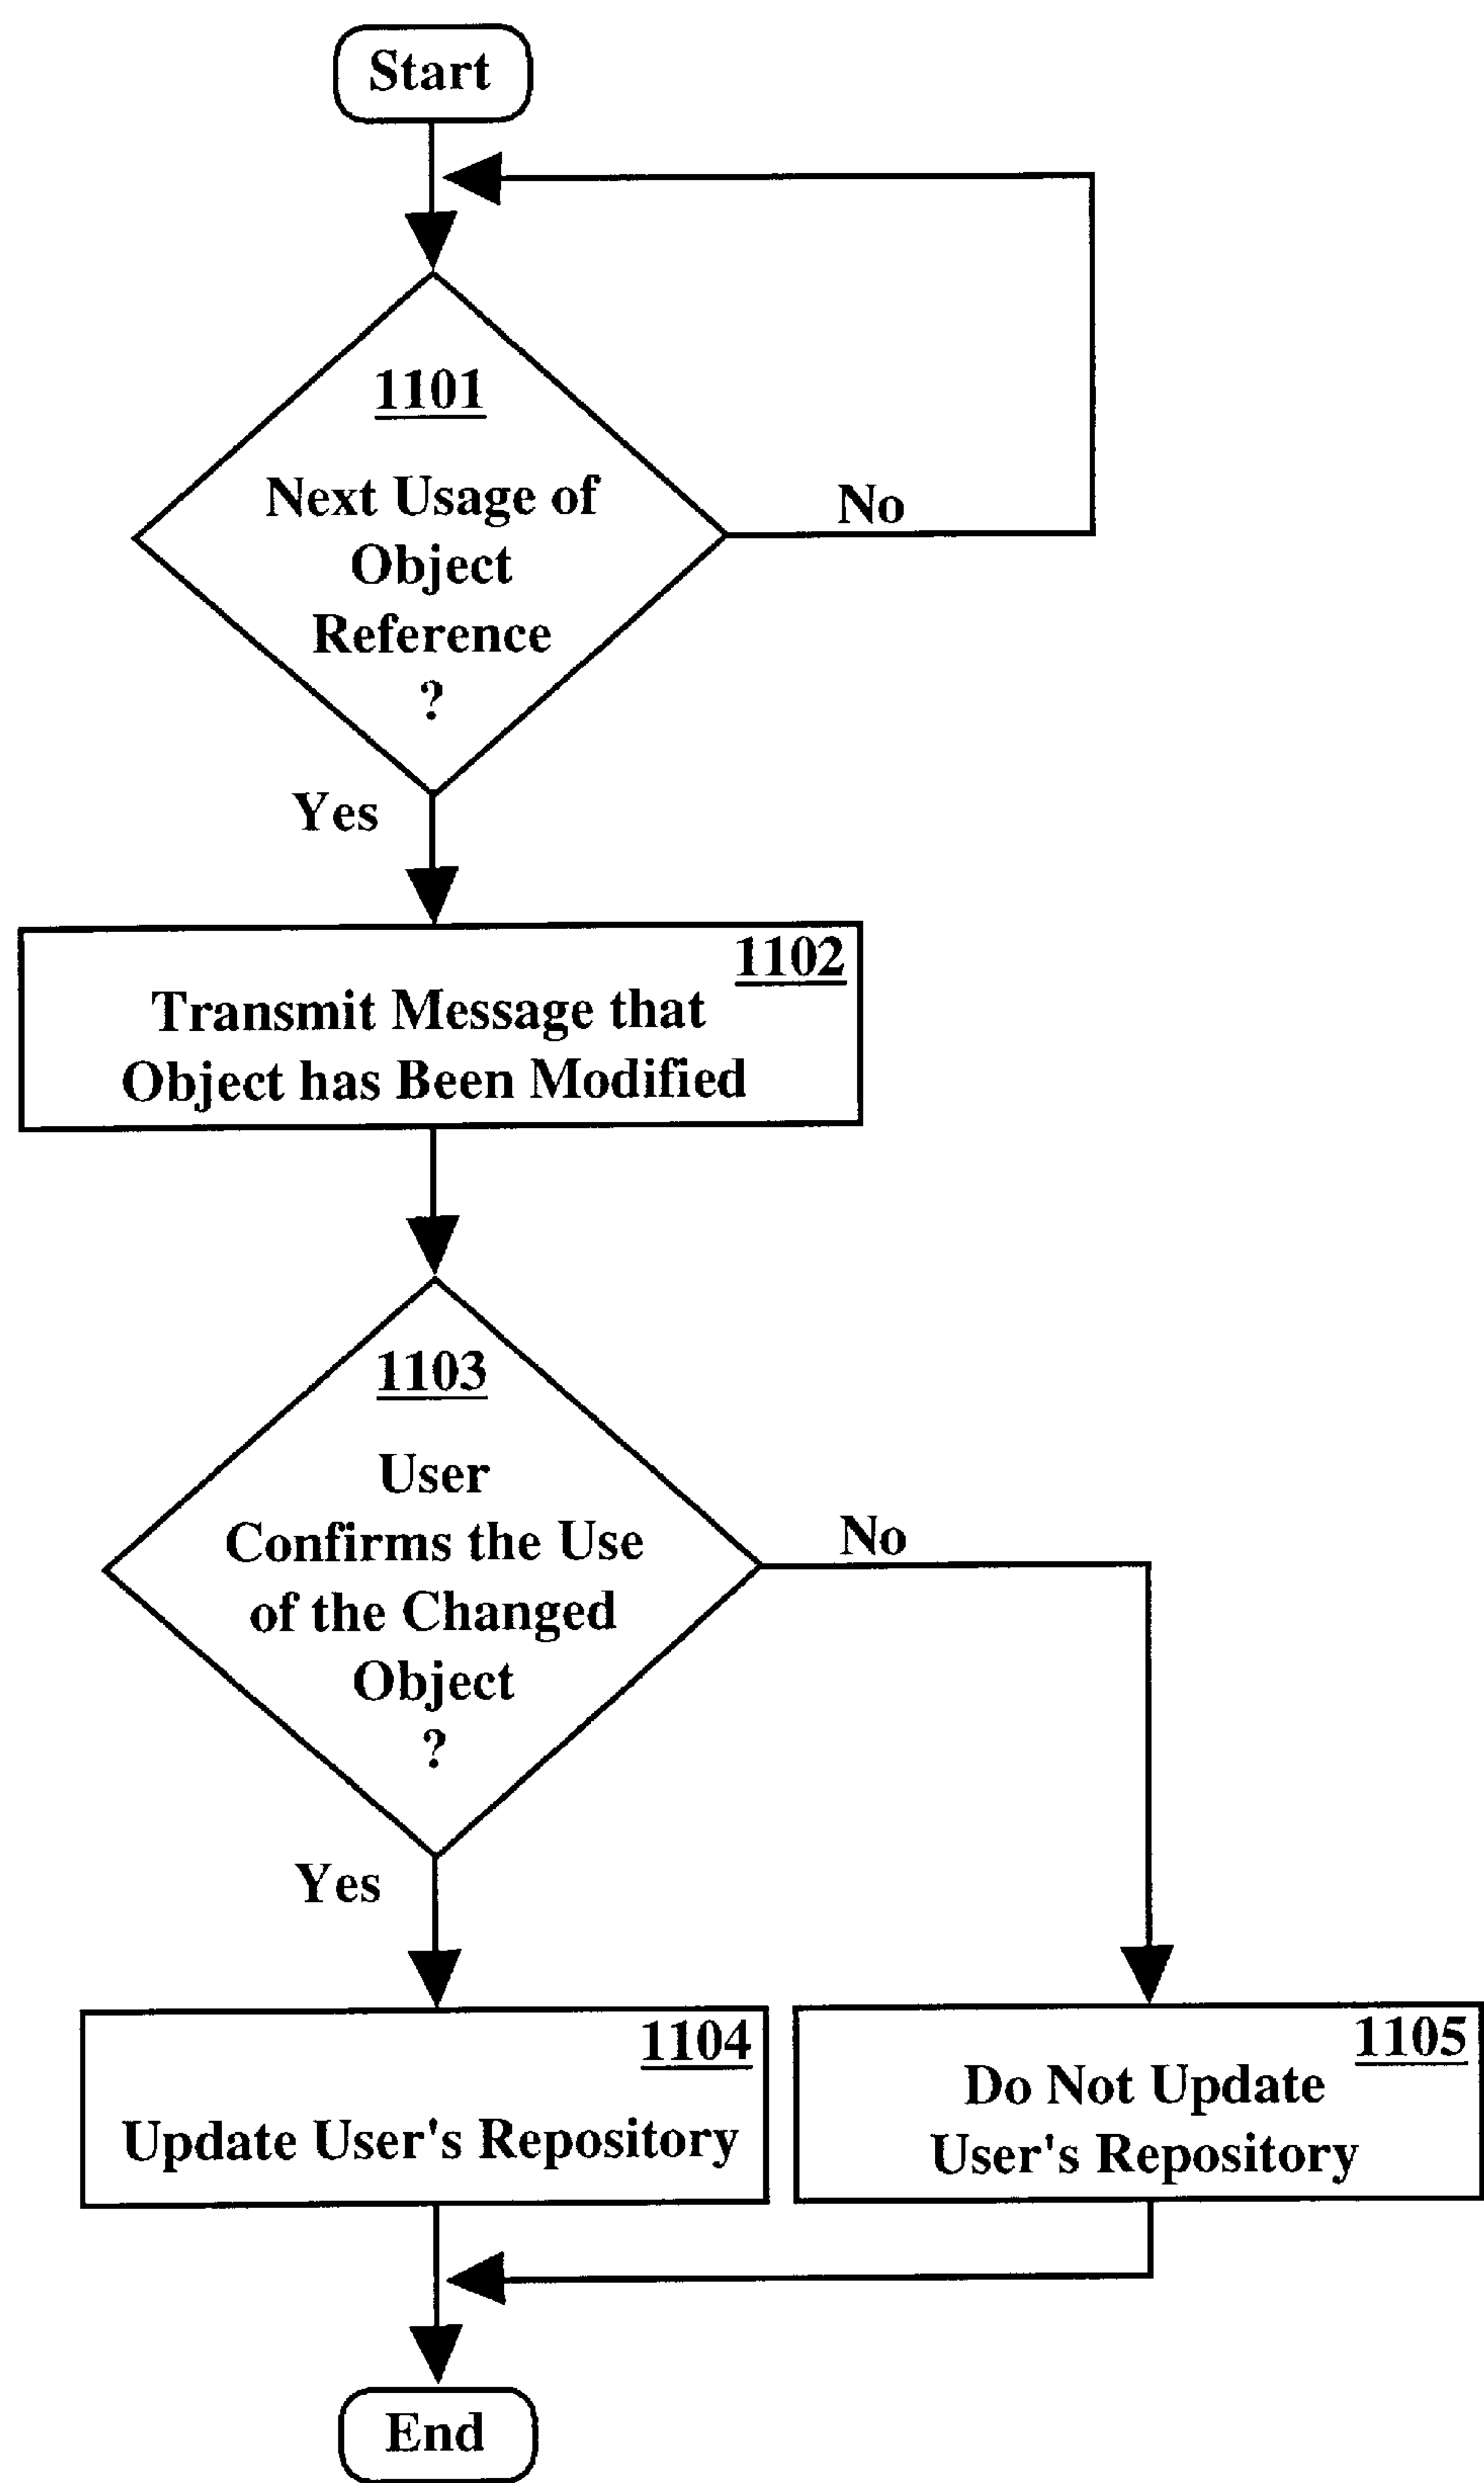 Start
1101
Next Usage of
Object
Reference
?
No
Yes
1102
Transmit Message that
Object has Been Modified
1103
User
Confirms the Use
of the Changed
Object
?
No
Yes
1104
Update User's Repository
1105
Do Not Update
User's Repository
End